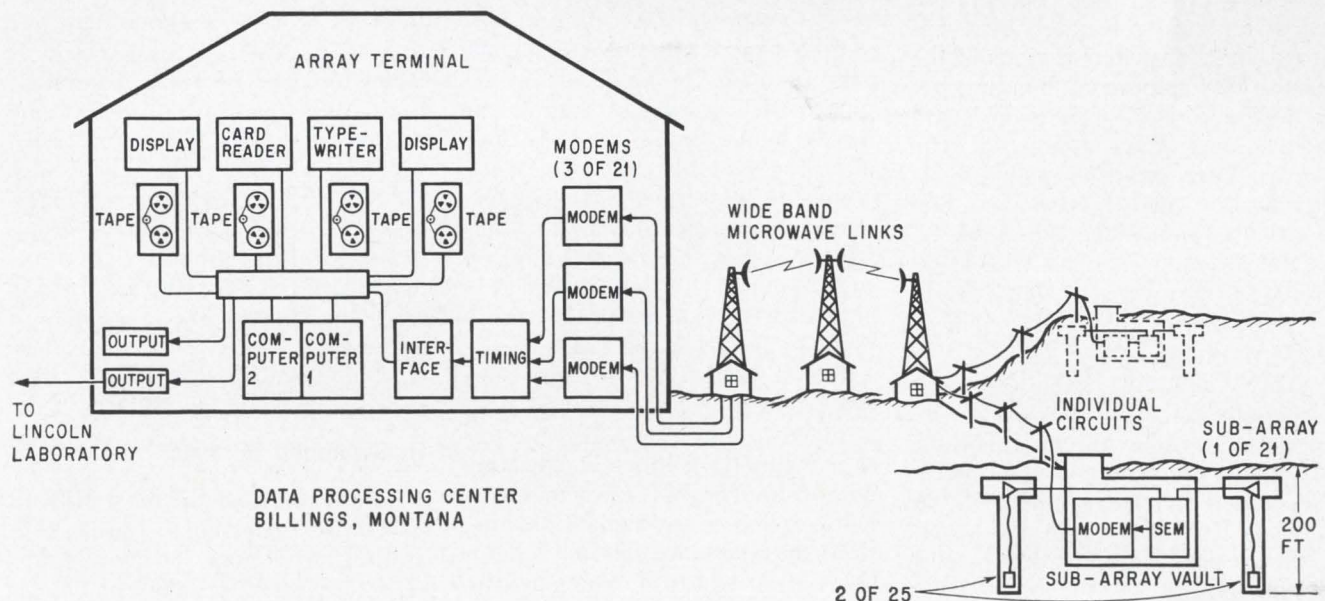 ARRAY TERMINAL
DISPLAY
CARD
READER
TYPE-
WRITER
DISPLAY
MODEMS
(3 OF 21)
TAPE
TAPE
TAPE
TAPE
MODEM
MODEM
MODEM
OUTPUT
OUTPUT
COM-
PUTER
2
COM-
PUTER
1
INTER-
FACE
TIMING
TO
LINCOLN
LABORATORY
DATA PROCESSING CENTER
BILLINGS, MONTANA
WIDE BAND
MICROWAVE LINKS
INDIVIDUAL
CIRCUITS
SUB-ARRAY
(1 OF 21)
MODEM
SEM
200
FT
SUB-ARRAY VAULT
2 OF 25